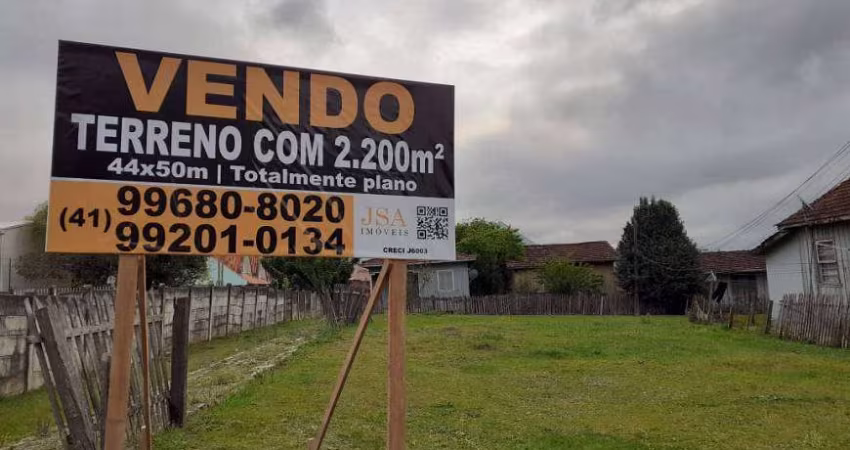 VENDO
TERRENO COM 2.200m²
44x50m | Totalmente plano
(41) 99680-8020
99201-0134
JSA
IMÓVEIS
CRECI J6003